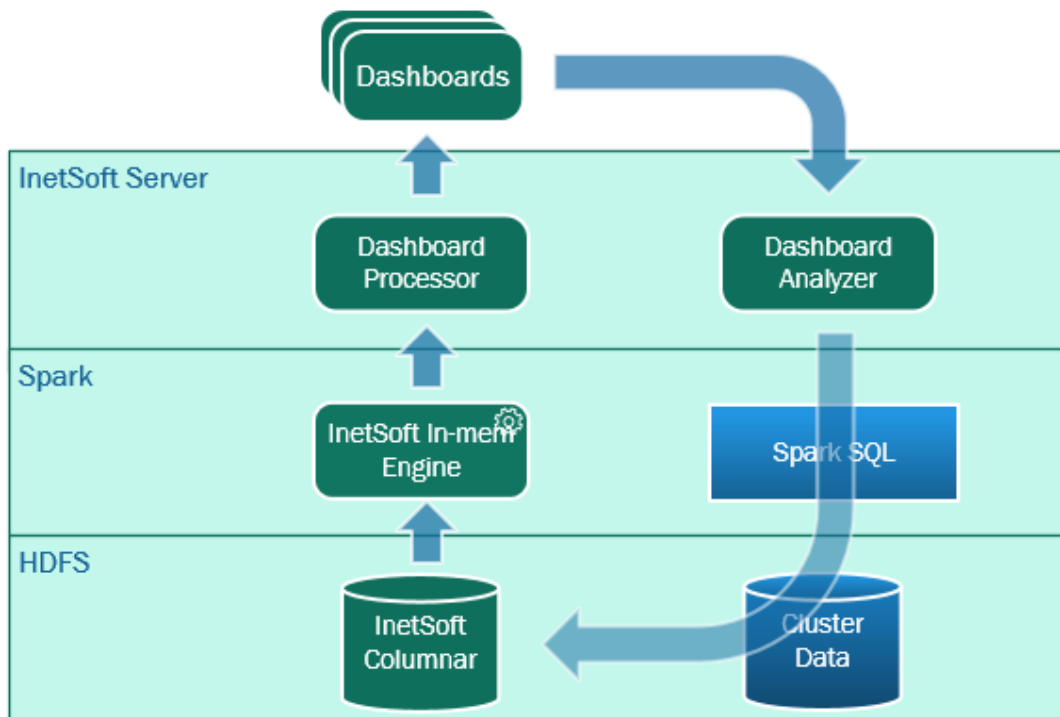 Dashboards
InetSoft Server
Dashboard
Processor
Dashboard
Analyzer
Spark
InetSoft In-mem
Engine
Spark SQL
HDFS
InetSoft
Columnar
Cluster
Data